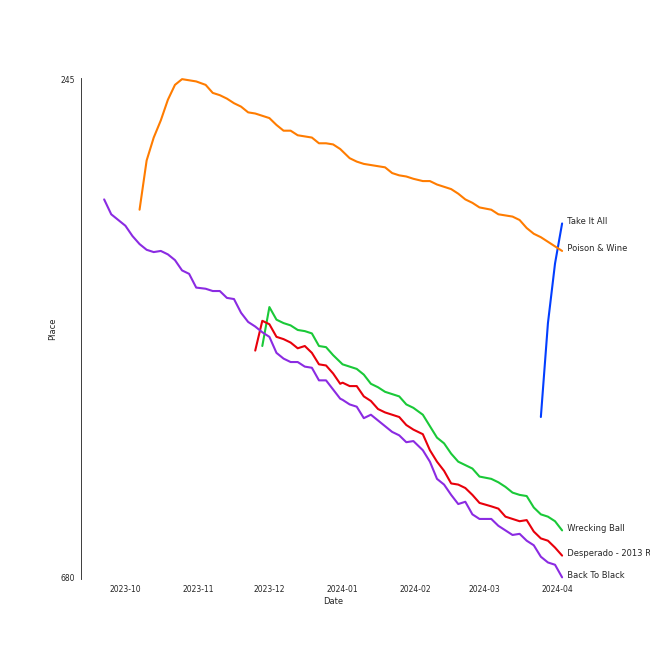 245
Take It All
Poison & Wine
Place
Wrecking Ball
Desperado - 2013 R
Back To Black
680
2023-10 2023-11 2023-12 2024-01 2024-02 2024-03 2024-04
Date